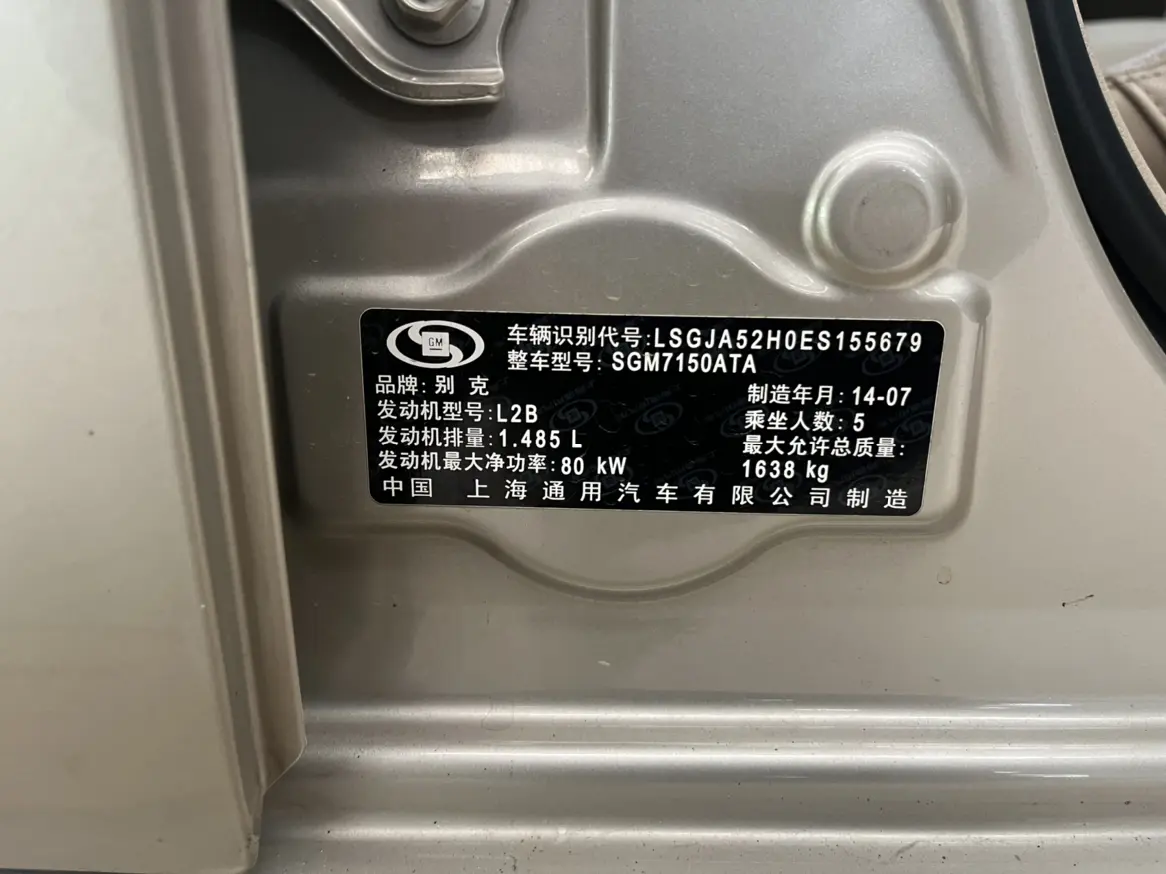 GM
车辆识别代号:LSGJA52H0ES155679
整车型号: SGM7150ATA
品牌: 别 克
制造年月: 14-07
发动机型号:L2B
乘坐人数: 5
发动机排量:1.485 L
最大允许总质量:
发动机最大净功率:80 kW
1638 kg
中国 上海通用汽车有限公司制造